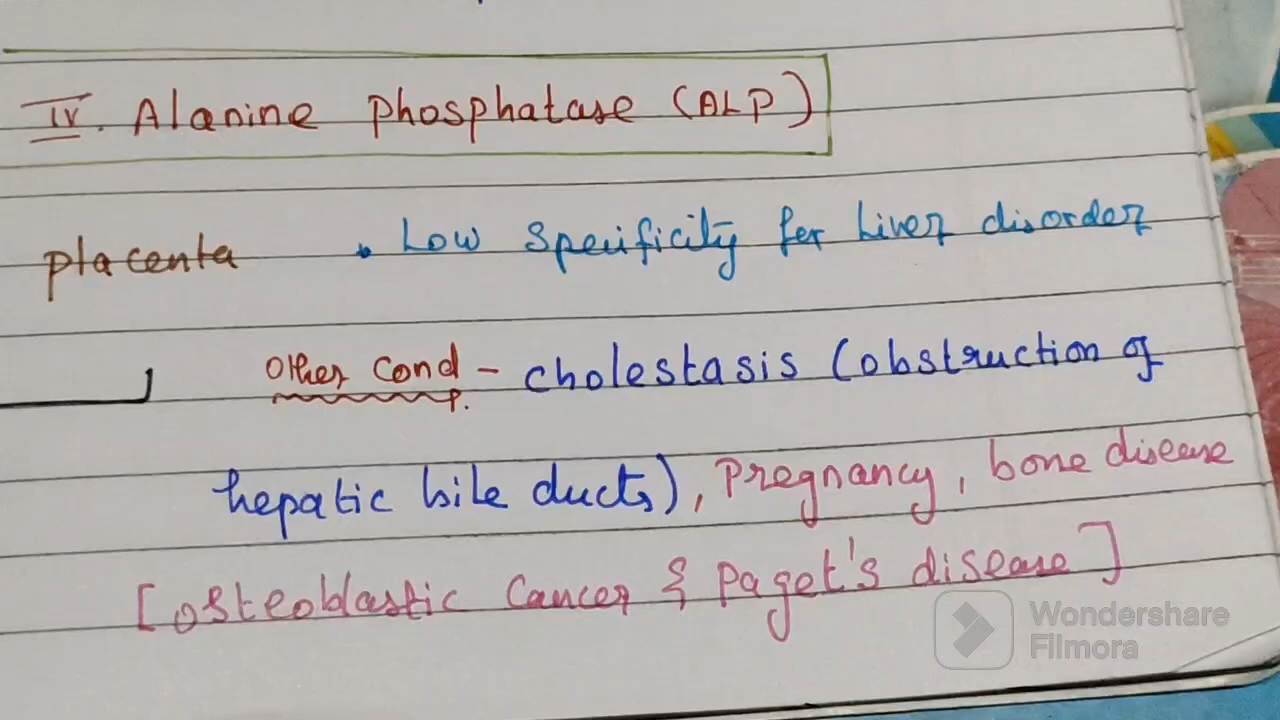 IV. Alanine phosphatase (ALP)
placenta • Low specificity for Liver disorder
Other Cond - cholestasis (obstruction of
hepatic bile ducts), pregnancy, bone disease
[osteoblastic Cancer & paget's disease]
Wondershare
Filmora